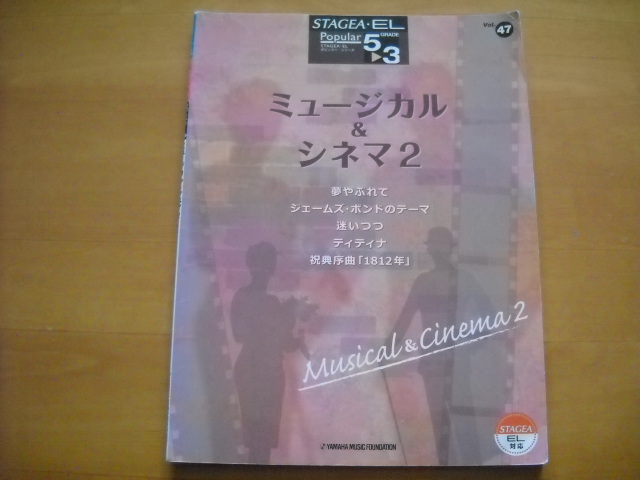 STAGEA・EL
Popular
STAGEA・EL
GRADE
5▶3
Vol. 47
ミュージカル
&
シネマ 2
夢やぶれて
ジェームズ・ボンドのテーマ
迷いつつ
ティティナ
祝典序曲「1812年」
Musical & Cinema 2
YAMAHA MUSIC FOUNDATION
STAGEA
EL
対応